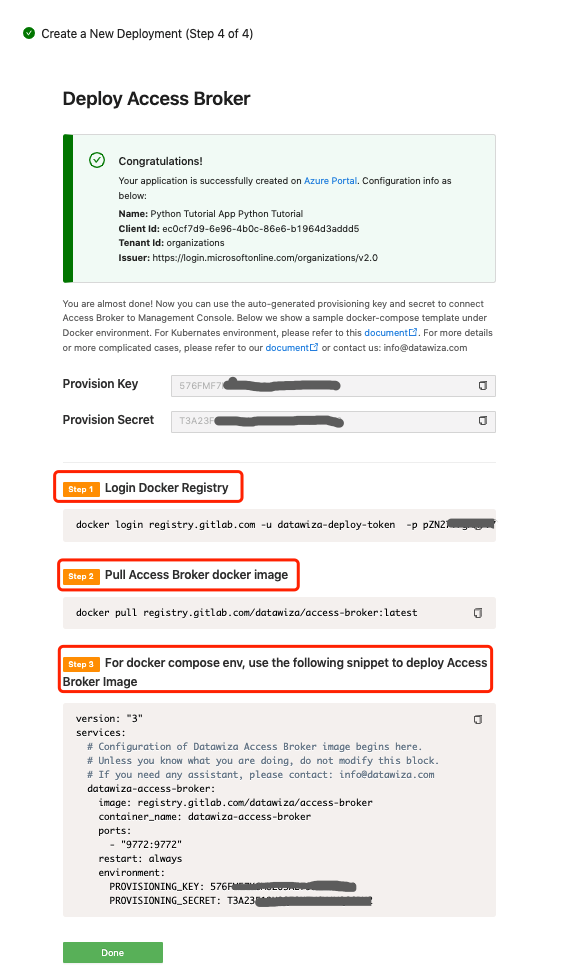 Create a New Deployment (Step 4 of 4)
Deploy Access Broker
Congratulations!
Your application is successfully created on Azure Portal. Configuration info as
below:
Name: Python Tutorial App Python Tutorial
Client Id: ec0cf7d9-6e96-4b0c-86e6-b1964d3addd5
Tenant Id: organizations
Issuer: https://login.microsoftonline.com/organizations/v2.0
You are almost done! Now you can use the auto-generated provisioning key and secret to connect
Access Broker to Management Console. Below we show a sample docker-compose template under
Docker environment. For Kubernates environment, please refer to this document. For more details
or more complicated cases, please refer to our document or contact us: info@datawiza.com
Provision Key 576FMF7
Provision Secret T3A23F
Step 1 Login Docker Registry
docker login registry.gitlab.com -u datawiza-deploy-token -p pZN27
Step 2 Pull Access Broker docker image
docker pull registry.gitlab.com/datawiza/access-broker:latest
Step 3 For docker compose env, use the following snippet to deploy Access
Broker Image
version: "3"
services:
# Configuration of Datawiza Access Broker image begins here.
# Unless you know what you are doing, do not modify this block.
# If you need any assistant, please contact: info@datawiza.com
datawiza-access-broker:
image: registry.gitlab.com/datawiza/access-broker
container_name: datawiza-access-broker
ports:
- "9772:9772"
restart: always
environment:
PROVISIONING_KEY: 576F
PROVISIONING_SECRET: T3A23
Done